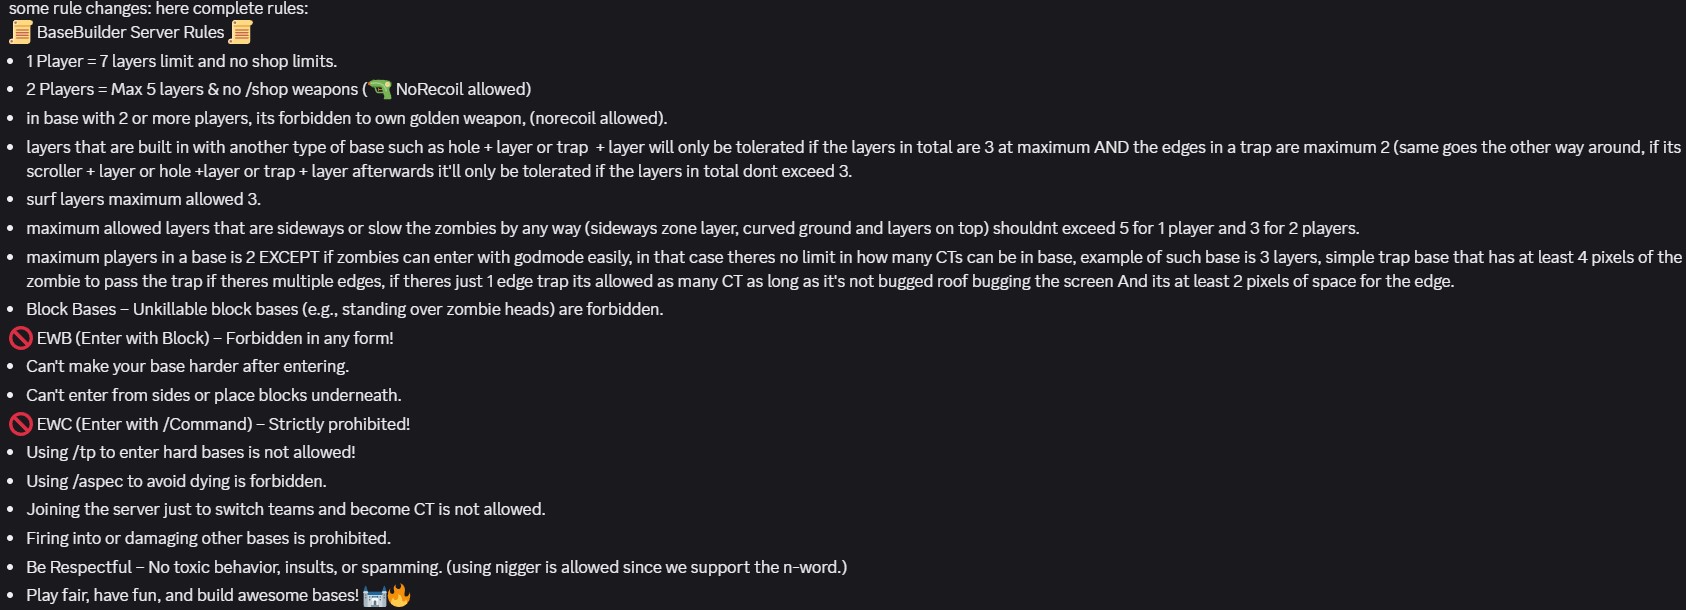 some rule changes: here complete rules:
📜 BaseBuilder Server Rules 📜
• 1 Player = 7 layers limit and no shop limits.
• 2 Players = Max 5 layers & no /shop weapons (🔫 NoRecoil allowed)
• in base with 2 or more players, its forbidden to own golden weapon, (norecoil allowed).
• layers that are built in with another type of base such as hole + layer or trap + layer will only be tolerated if the layers in total are 3 at maximum AND the edges in a trap are maximum 2 (same goes the other way around, if its
scroller + layer or hole +layer or trap + layer afterwards it'll only be tolerated if the layers in total dont exceed 3.
• surf layers maximum allowed 3.
• maximum allowed layers that are sideways or slow the zombies by any way (sideways zone layer, curved ground and layers on top) shouldnt exceed 5 for 1 player and 3 for 2 players.
• maximum players in a base is 2 EXCEPT if zombies can enter with godmode easily, in that case theres no limit in how many CTs can be in base, example of such base is 3 layers, simple trap base that has at least 4 pixels of the
zombie to pass the trap if theres multiple edges, if theres just 1 edge trap its allowed as many CT as long as it's not bugged roof bugging the screen And its at least 2 pixels of space for the edge.
• Block Bases – Unkillable block bases (e.g., standing over zombie heads) are forbidden.
🚫 EWB (Enter with Block) – Forbidden in any form!
• Can't make your base harder after entering.
• Can't enter from sides or place blocks underneath.
🚫 EWC (Enter with /Command) – Strictly prohibited!
• Using /tp to enter hard bases is not allowed!
• Using /aspec to avoid dying is forbidden.
• Joining the server just to switch teams and become CT is not allowed.
• Firing into or damaging other bases is prohibited.
• Be Respectful – No toxic behavior, insults, or spamming. (using nigger is allowed since we support the n-word.)
• Play fair, have fun, and build awesome bases! 🏰🔥